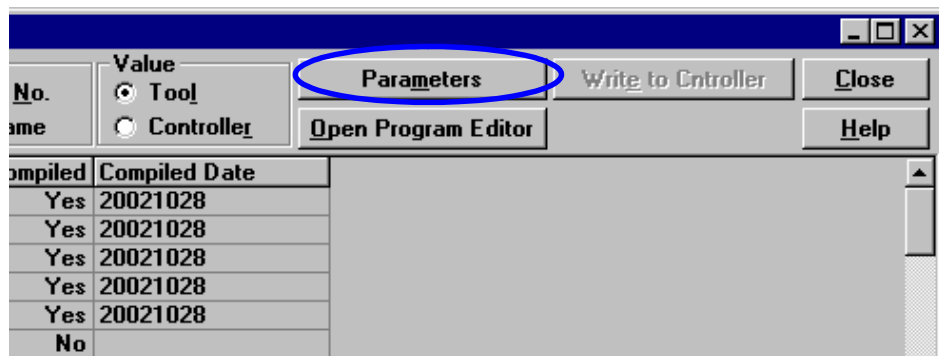 Value
No. Tool Parameters Write to Cntroller Close
ame Controller Open Program Editor Help
ompiled Compiled Date
Yes 20021028
Yes 20021028
Yes 20021028
Yes 20021028
Yes 20021028
No